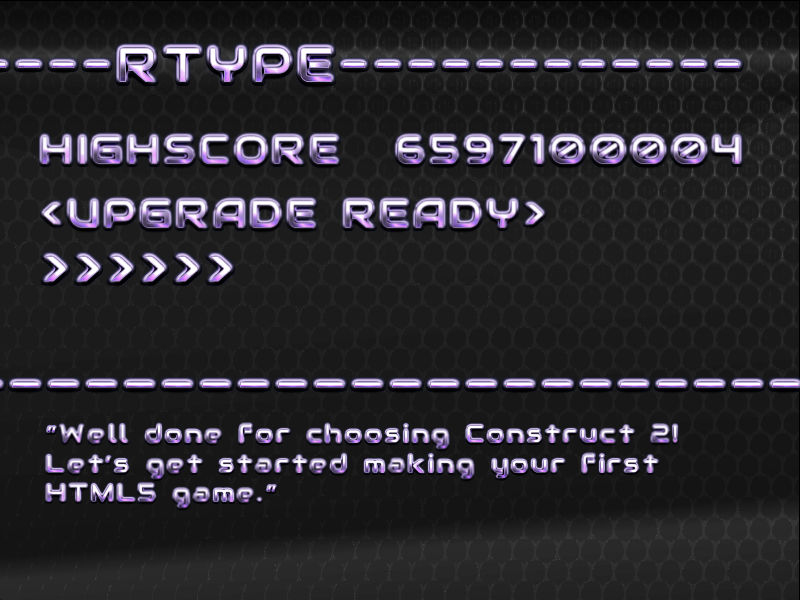 ----RTYPE-------------
HIGHSCORE 6597100004
<UPGRADE READY>
>>>>>>
----------------------
"Well done for choosing Construct 2!
Let's get started making your first
HTML5 game."